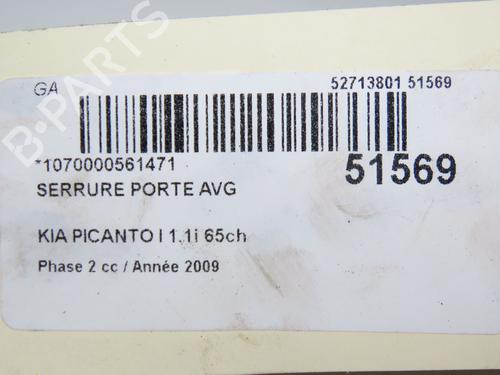 B-PARTS
GA
52713801 51569
*1070000561471
51569
SERRURE PORTE AVG
KIA PICANTO I 1.1i 65ch
Phase 2 cc / Année 2009